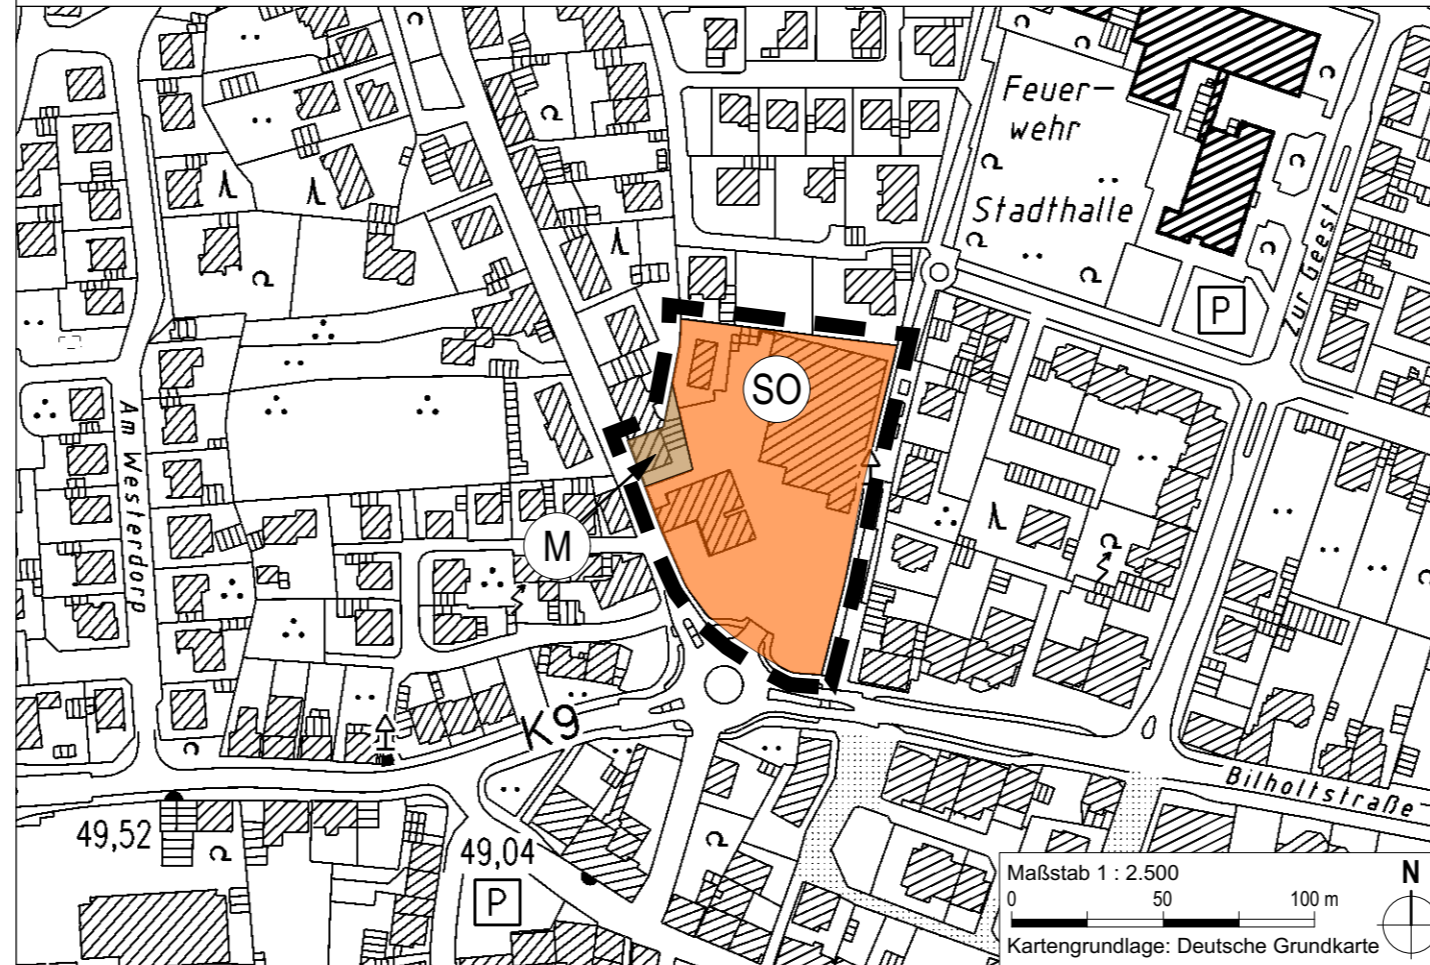 Feuer-
wehr
Stadthalle
Zur Geest
P
SO
Am Westerdorp
M
K9
Bilholtstraße
49,52
49,04
P
Maßstab 1 : 2.500
0 50 100 m
Kartengrundlage: Deutsche Grundkarte
N